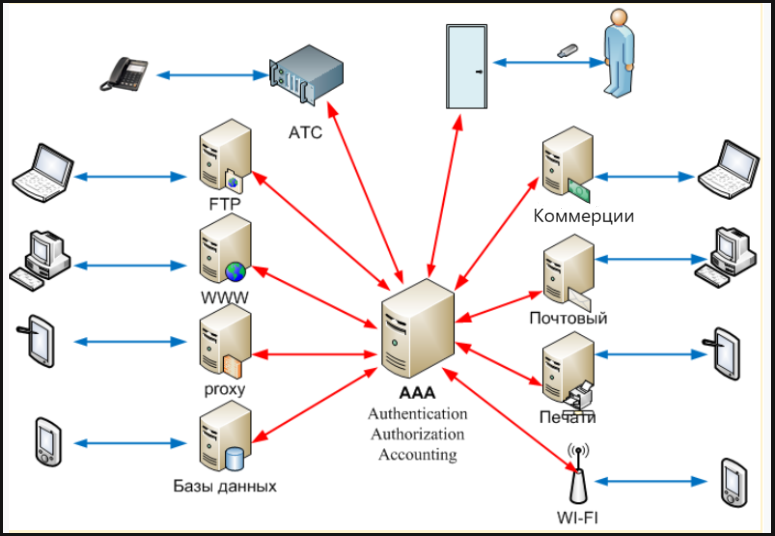 АТС
FTP
Коммерции
WWW
Почтовый
proxy
AAA
Authentication
Authorization
Accounting
Печати
Базы данных
WI-FI